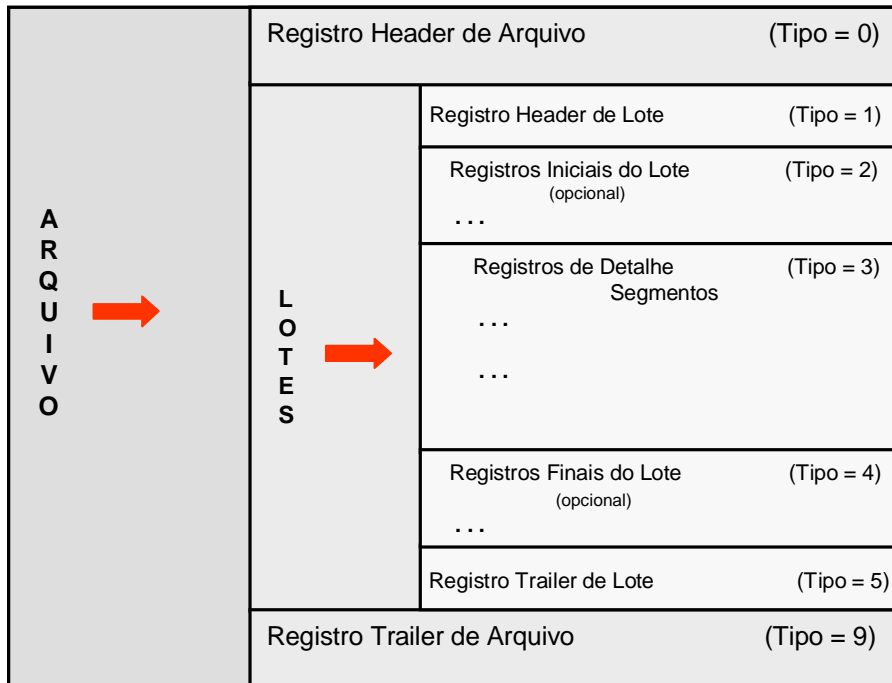 Registro Header de Arquivo (Tipo = 0)
ARQUIVO
LOTES
Registro Header de Lote (Tipo = 1)
Registros Iniciais do Lote (Tipo = 2)
(opcional)
...
Registros de Detalhe (Tipo = 3)
Segmentos
...
...
Registros Finais do Lote (Tipo = 4)
(opcional)
...
Registro Trailer de Lote (Tipo = 5)
Registro Trailer de Arquivo (Tipo = 9)